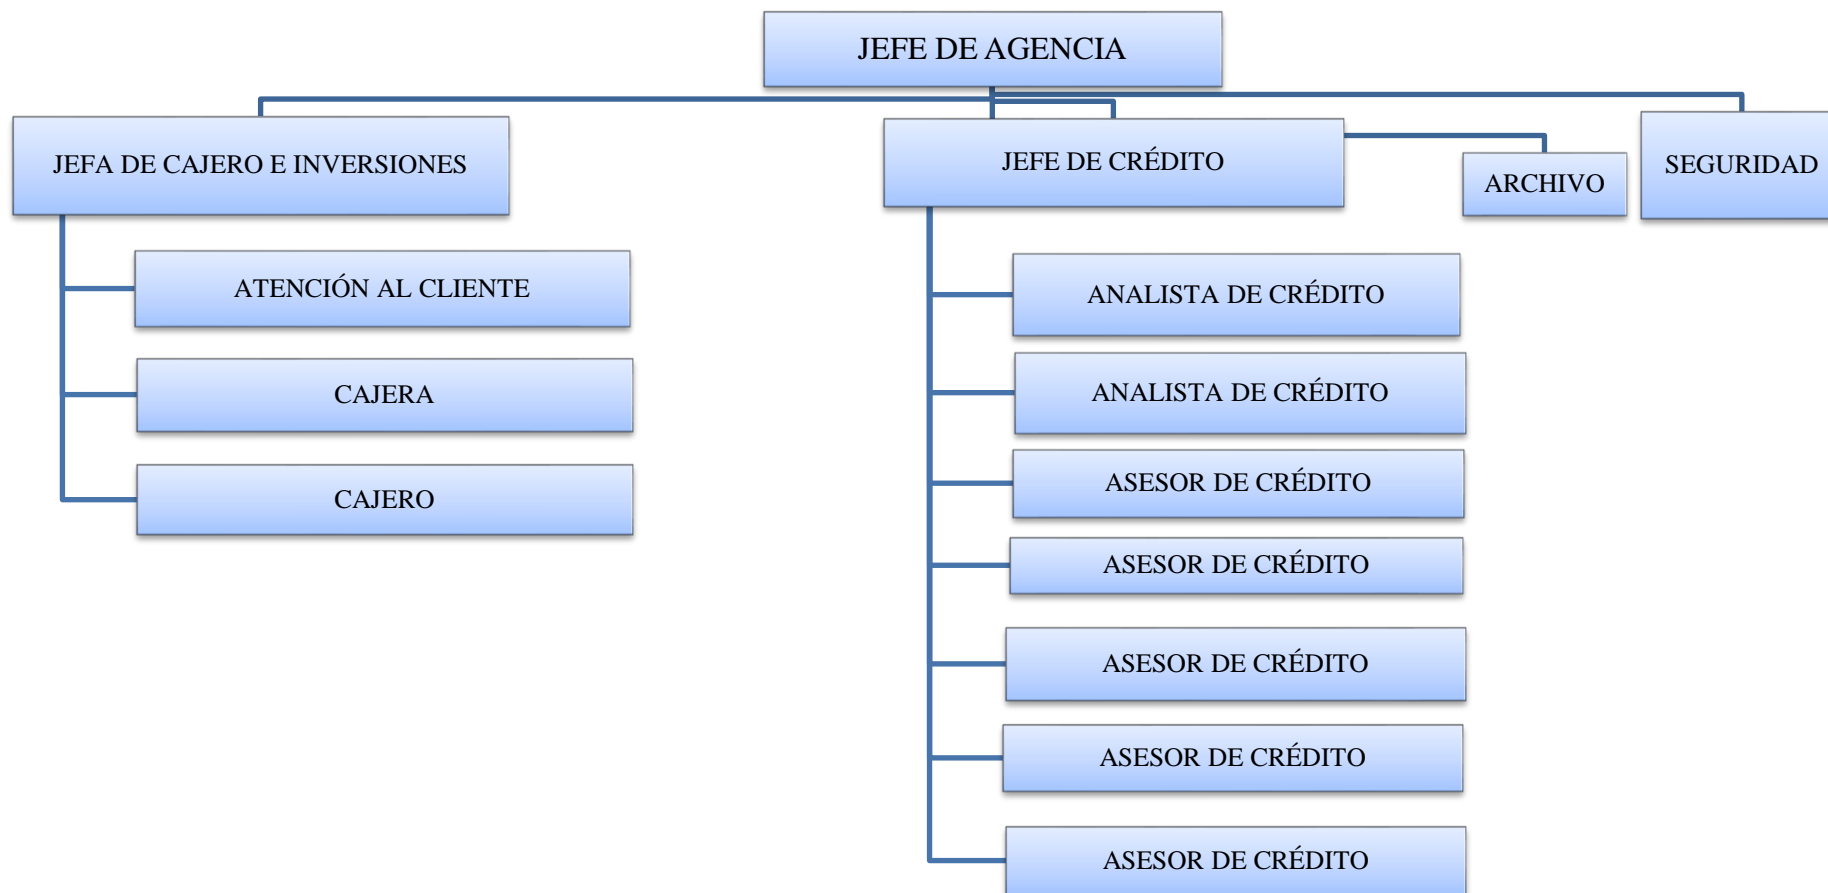 JEFE DE AGENCIA
JEFA DE CAJERO E INVERSIONES
JEFE DE CRÉDITO
ARCHIVO
SEGURIDAD
ATENCIÓN AL CLIENTE
CAJERA
CAJERO
ANALISTA DE CRÉDITO
ANALISTA DE CRÉDITO
ASESOR DE CRÉDITO
ASESOR DE CRÉDITO
ASESOR DE CRÉDITO
ASESOR DE CRÉDITO
ASESOR DE CRÉDITO